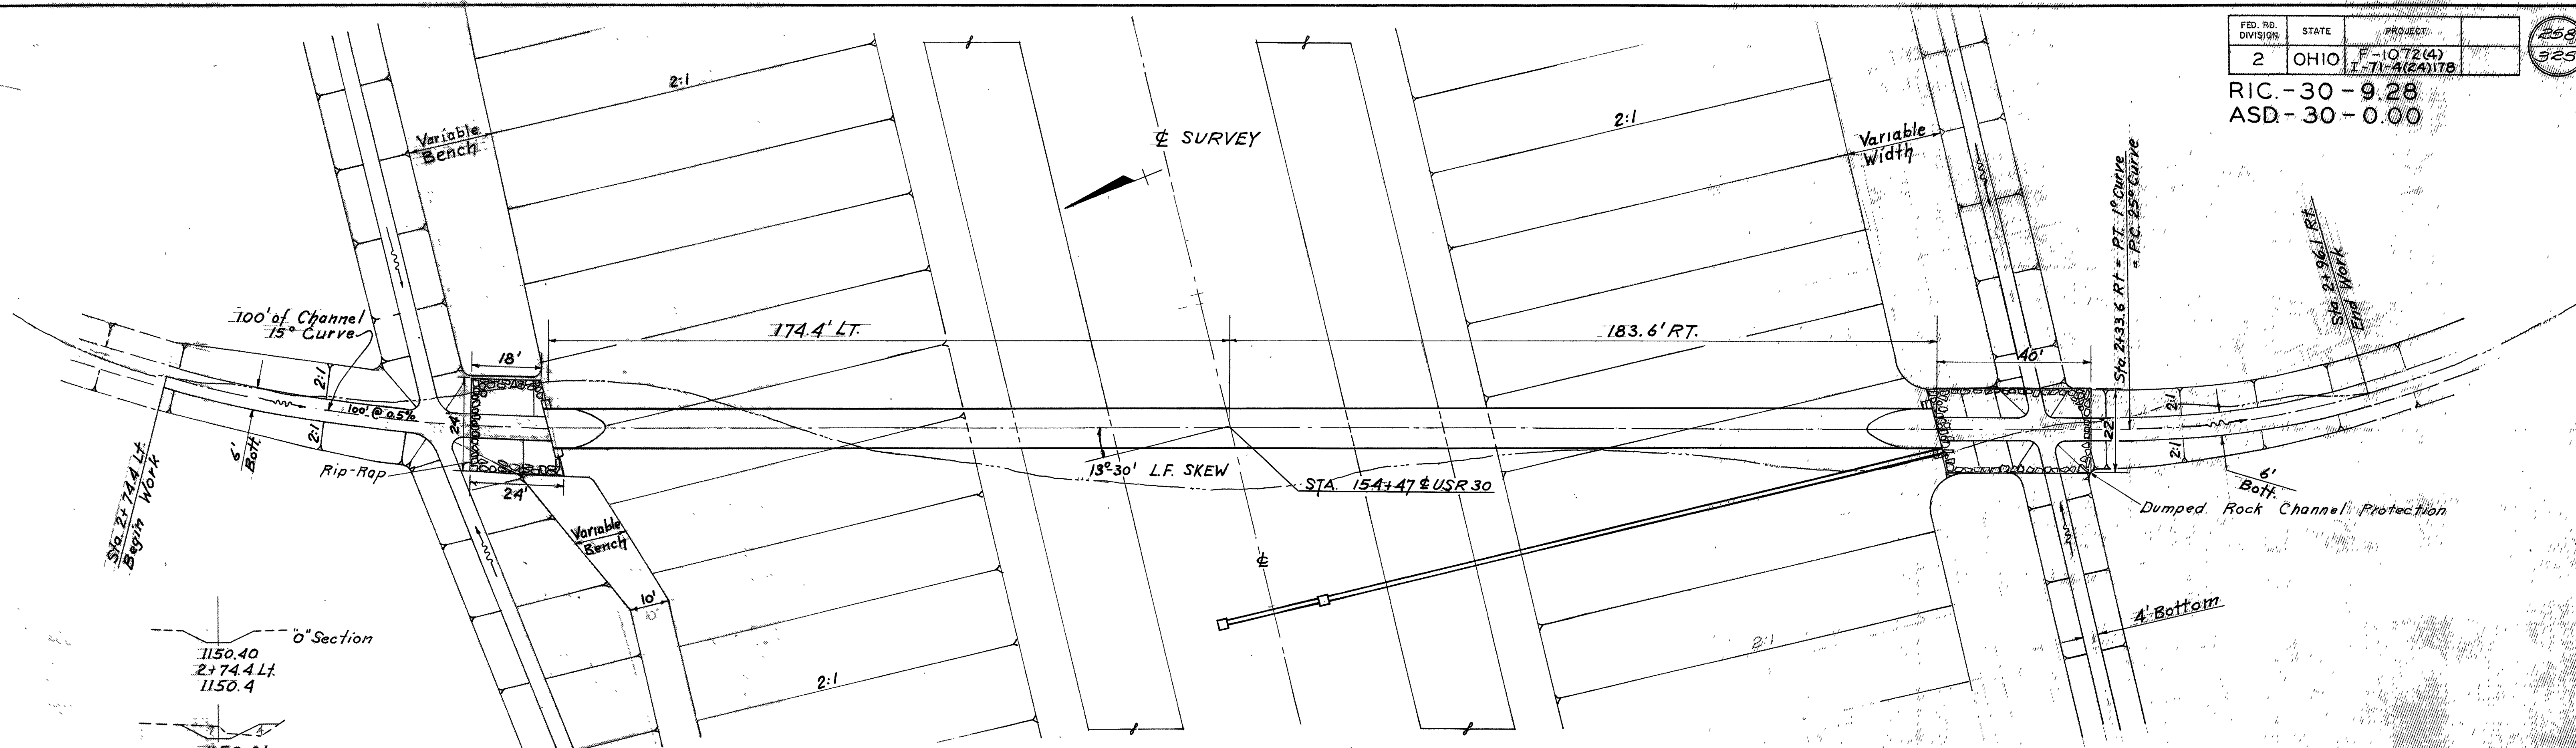 FED. RD. DIVISION
STATE
PROJECT
2
OHIO
F-1072(4)
I-71-4(24)178
258
325
RIC.-30-9.28
ASD-30-0.00
2:1
Variable
Bench
℄ SURVEY
2:1
Variable
Width
Sta. 2+33.6 Rt = P.T. 1° Curve
= P.C. 25° Curve
Sta 2+96.1 Rt.
End Work
100' of Channel
15° Curve
174.4' LT.
183.6' RT.
18'
40'
2:1
100' @ 0.5%
24'
2:1
6'
Bott.
Rip-Rap
24'
Sta. 2+74.4 Lt.
Begin Work
13°30' L.F. SKEW
STA. 154+47 ℄ USR 30
22'
2:1
2:1
6'
Bott.
Dumped Rock Channel Protection
Variable
Bench
℄
10'
4' Bottom
2:1
2:1
"0" Section
1150.40
2+74.4 Lt.
1150.4